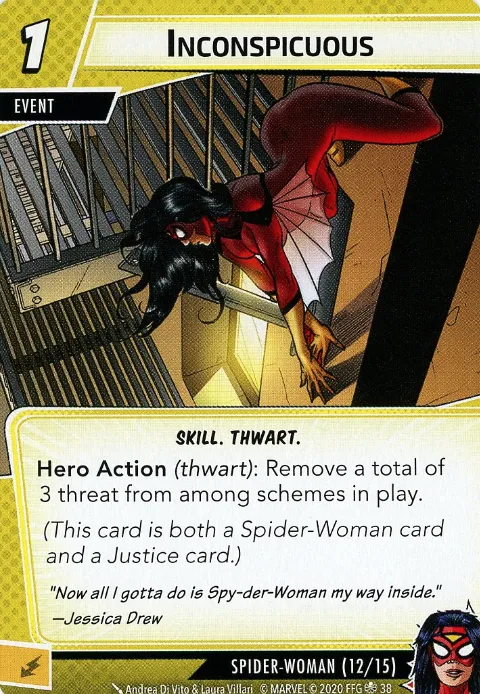 1
INCONSPICUOUS
EVENT
SKILL. THWART.
Hero Action (thwart): Remove a total of
3 threat from among schemes in play.
(This card is both a Spider-Woman card
and a Justice card.)
"Now all I gotta do is Spy-der-Woman my way inside."
—Jessica Drew
SPIDER-WOMAN (12/15)
Andrea Di Vito & Laura Villari © MARVEL © 2020 FFG 38